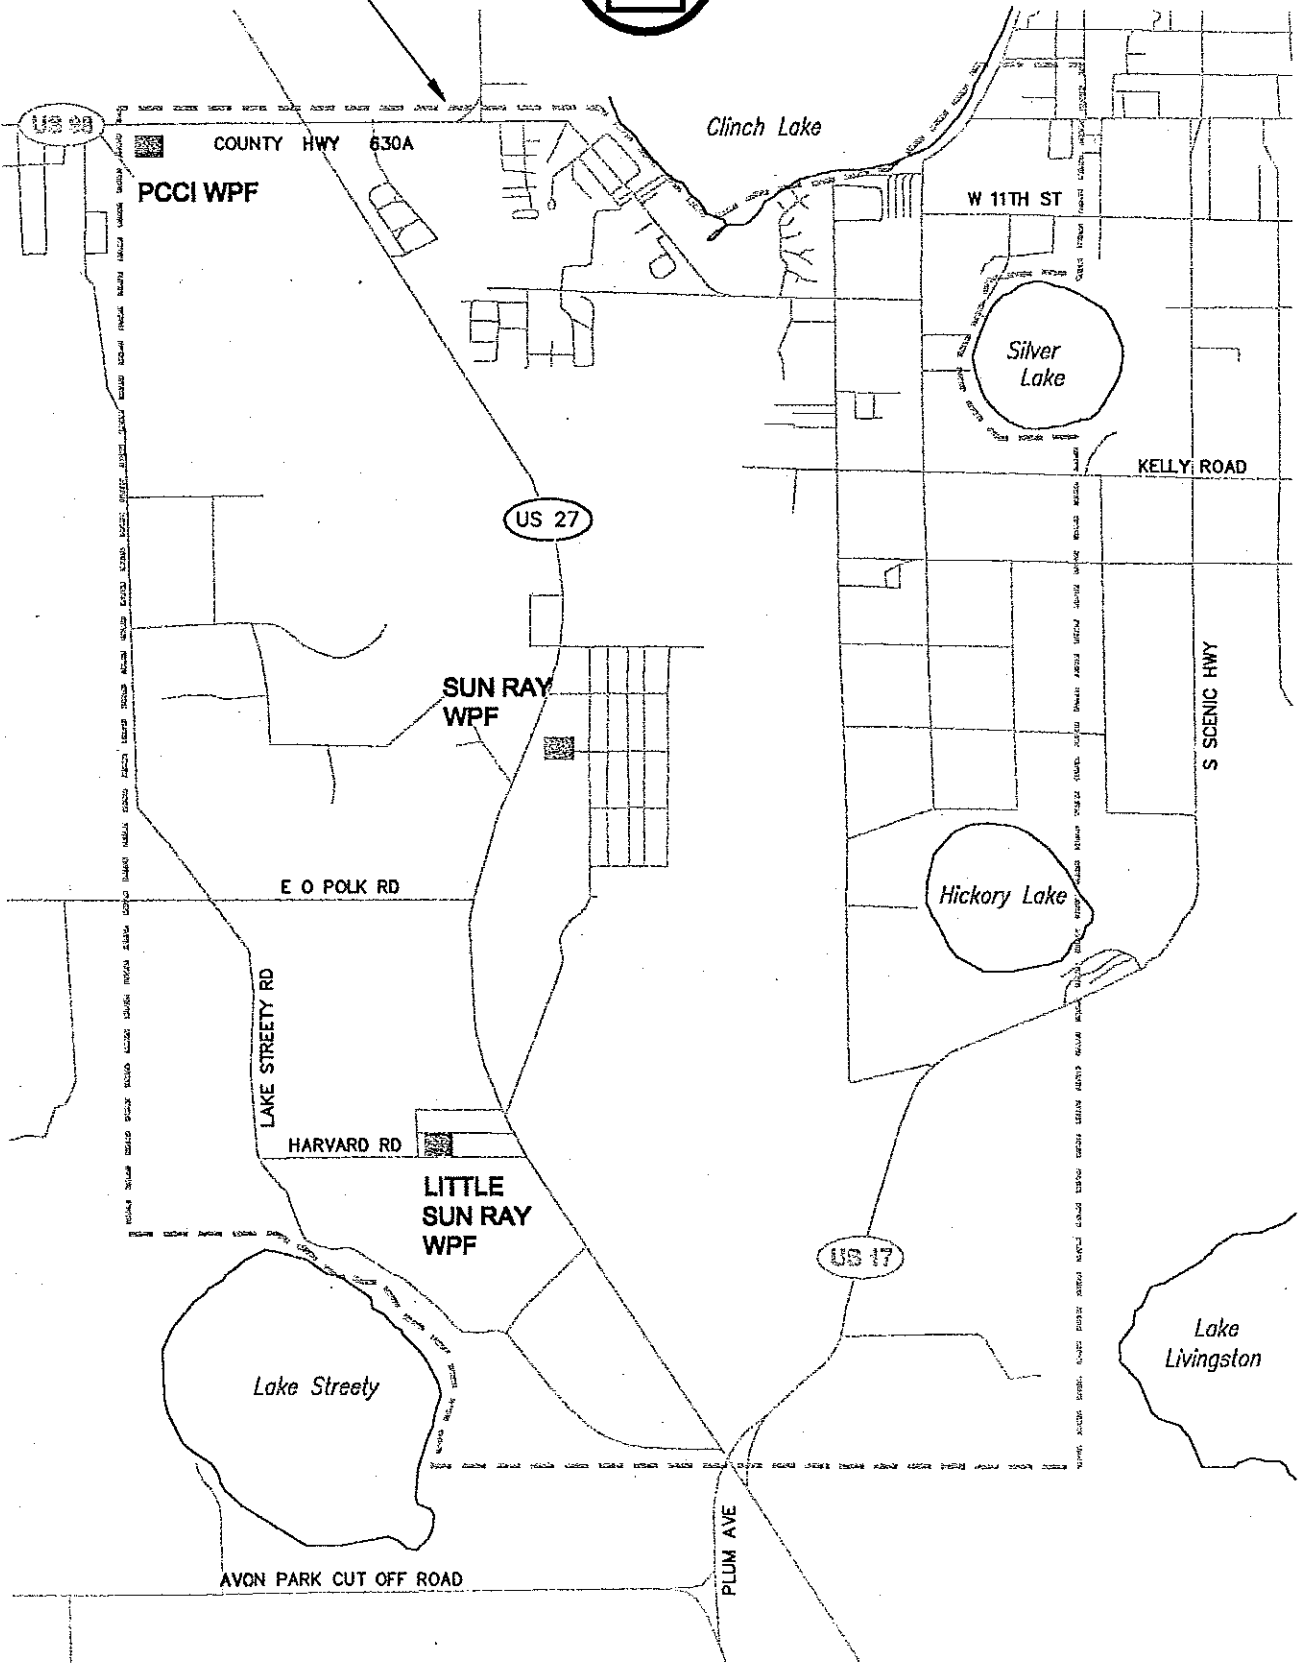 Clinch Lake
US 98
COUNTY HWY 630A
PCCI WPF
W 11TH ST
Silver
Lake
KELLY ROAD
US 27
S SCENIC HWY
SUN RAY
WPF
E O POLK RD
Hickory Lake
LAKE STREETY RD
HARVARD RD
LITTLE
SUN RAY
WPF
US 17
Lake
Livingston
Lake Streety
PLUM AVE
AVON PARK CUT OFF ROAD